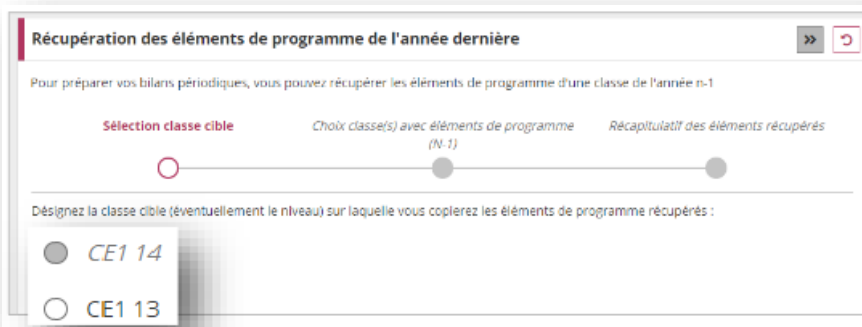 Récupération des éléments de programme de l'année dernière
Pour préparer vos bilans périodiques, vous pouvez récupérer les éléments de programme d'une classe de l'année n-1
Sélection classe cible
Choix classe(s) avec éléments de programme
(N-1)
Récapitulatif des éléments récupérés
Désignez la classe cible (éventuellement le niveau) sur laquelle vous copierez les éléments de programme récupérés :
CE1 14
CE1 13